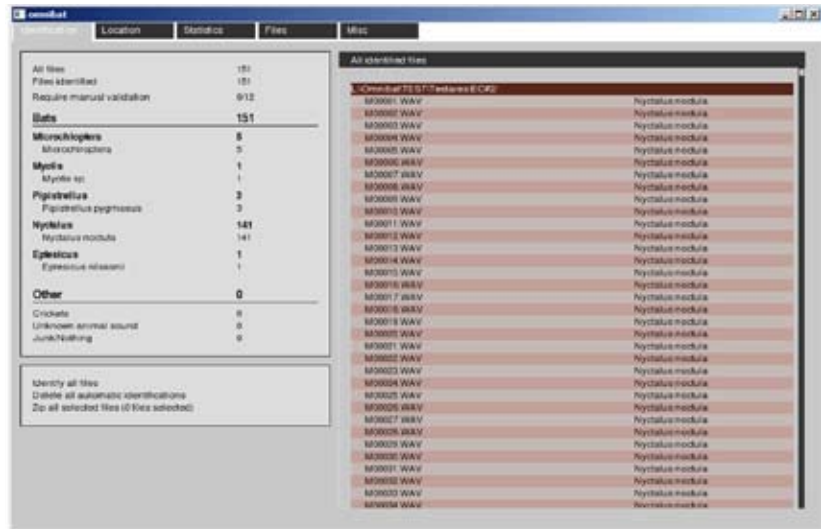 omnibat
Identification Location Statistics Files Misc
All files 151
Files identified 151
Require manual validation
Bats 151
Microchiroptera 5
Microchiroptera 5
Myotis 1
Myotis sp. 1
Pipistrellus 3
Pipistrellus pygmaeus 3
Nyctalus 141
Nyctalus noctula 141
Eptesicus 1
Eptesicus nilssonii 1
Other 0
Crickets
Unknown animal sound
Junk/Nothing
Identify all files
Delete all automatic identifications
Zip all selected files (0 files selected)
All identified files
M00001.WAV Nyctalus noctula
M00002.WAV Nyctalus noctula
M00003.WAV Nyctalus noctula
M00004.WAV Nyctalus noctula
M00005.WAV Nyctalus noctula
M00006.WAV Nyctalus noctula
M00007.WAV Nyctalus noctula
M00008.WAV Nyctalus noctula
M00009.WAV Nyctalus noctula
M00010.WAV Nyctalus noctula
M00011.WAV Nyctalus noctula
M00012.WAV Nyctalus noctula
M00013.WAV Nyctalus noctula
M00014.WAV Nyctalus noctula
M00015.WAV Nyctalus noctula
M00016.WAV Nyctalus noctula
M00017.WAV Nyctalus noctula
M00018.WAV Nyctalus noctula
M00019.WAV Nyctalus noctula
M00020.WAV Nyctalus noctula
M00021.WAV Nyctalus noctula
M00022.WAV Nyctalus noctula
M00023.WAV Nyctalus noctula
M00024.WAV Nyctalus noctula
M00025.WAV Nyctalus noctula
M00026.WAV Nyctalus noctula
M00027.WAV Nyctalus noctula
M00028.WAV Nyctalus noctula
M00029.WAV Nyctalus noctula
M00030.WAV Nyctalus noctula
M00031.WAV Nyctalus noctula
M00032.WAV Nyctalus noctula
M00033.WAV Nyctalus noctula
M00034.WAV Nyctalus noctula